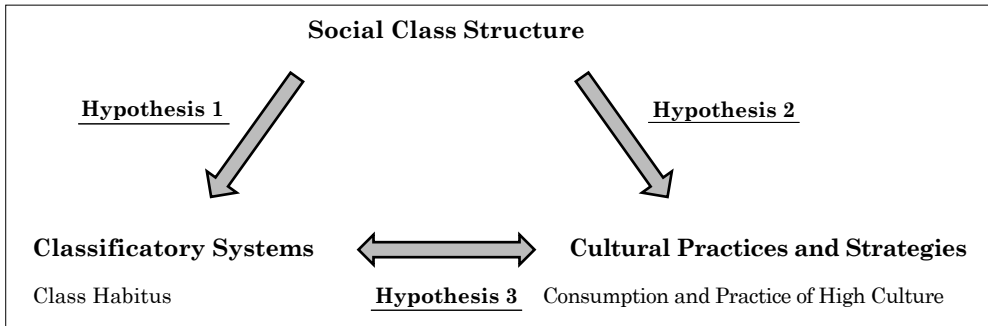 Social Class Structure
Hypothesis 1
Hypothesis 2
Classificatory Systems
Cultural Practices and Strategies
Class Habitus
Hypothesis 3
Consumption and Practice of High Culture